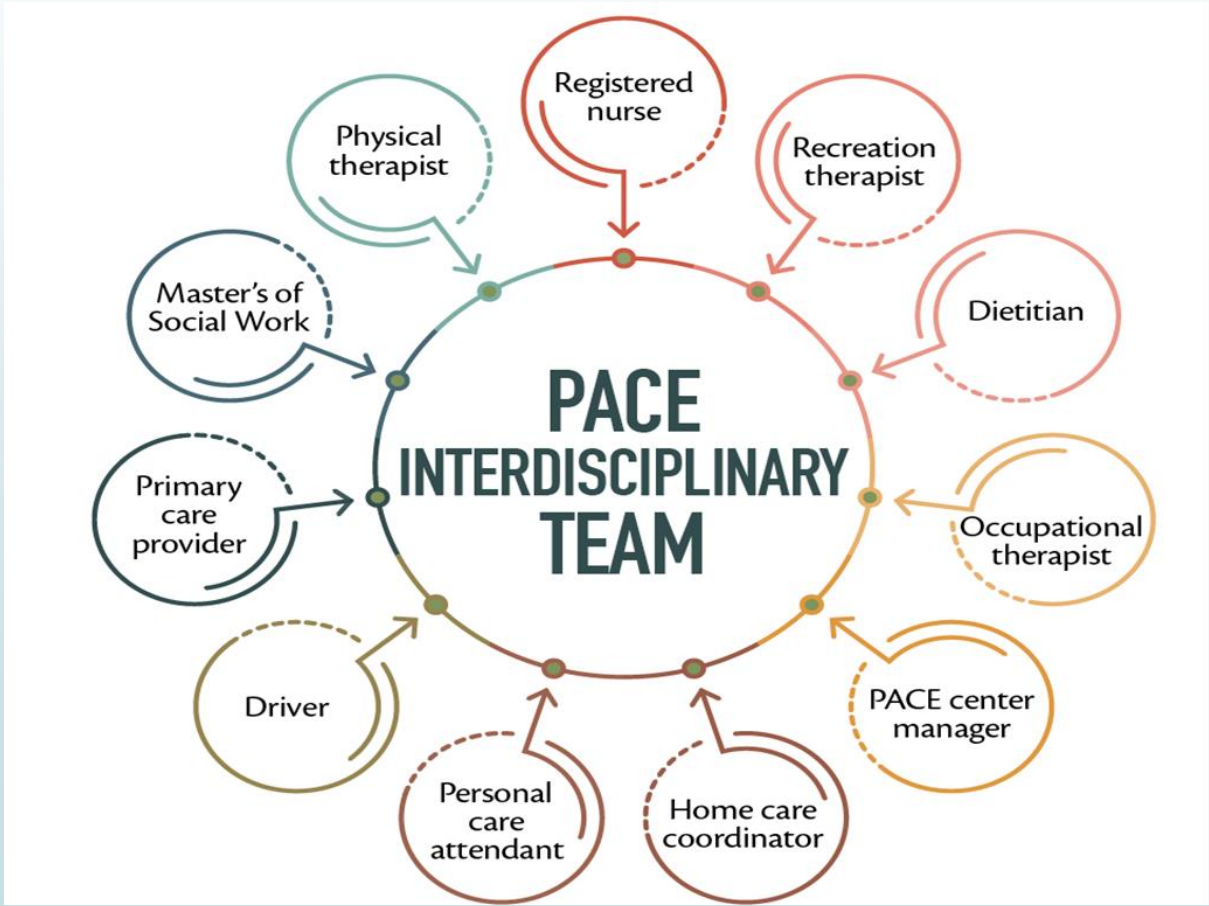 Registered
nurse
Recreation
therapist
Dietitian
Occupational
therapist
PACE center
manager
Home care
coordinator
Personal
care
attendant
Driver
Primary
care
provider
Master’s of
Social Work
Physical
therapist
PACE
INTERDISCIPLINARY
TEAM